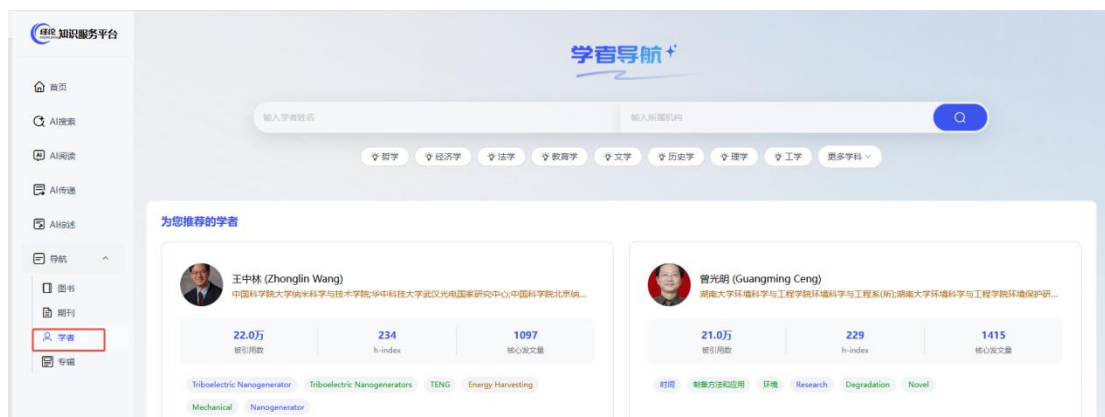 知识服务平台
首页
AI搜索
AI阅读
AI传递
AI综述
导航
图书
期刊
学者
专辑
学者导航
输入学者姓名
输入所属机构
哲学
经济学
法学
教育学
文学
历史学
理学
工学
更多学科
为您推荐的学者
王中林 (Zhonglin Wang)
中国科学院大学纳米科学与技术学院;华中科技大学武汉光电国家研究中心;中国科学院北京纳...
22.0万
234
1097
被引用数
h-index
核心发文量
Triboelectric Nanogenerator
Triboelectric Nanogenerators
TENG
Energy Harvesting
Mechanical
Nanogenerator
曾光明 (Guangming Ceng)
湖南大学环境科学与工程学院环境科学与工程系(所);湖南大学环境科学与工程学院环境保护研...
21.0万
229
1415
被引用数
h-index
核心发文量
时间
制备方法和应用
环境
Research
Degradation
Novel